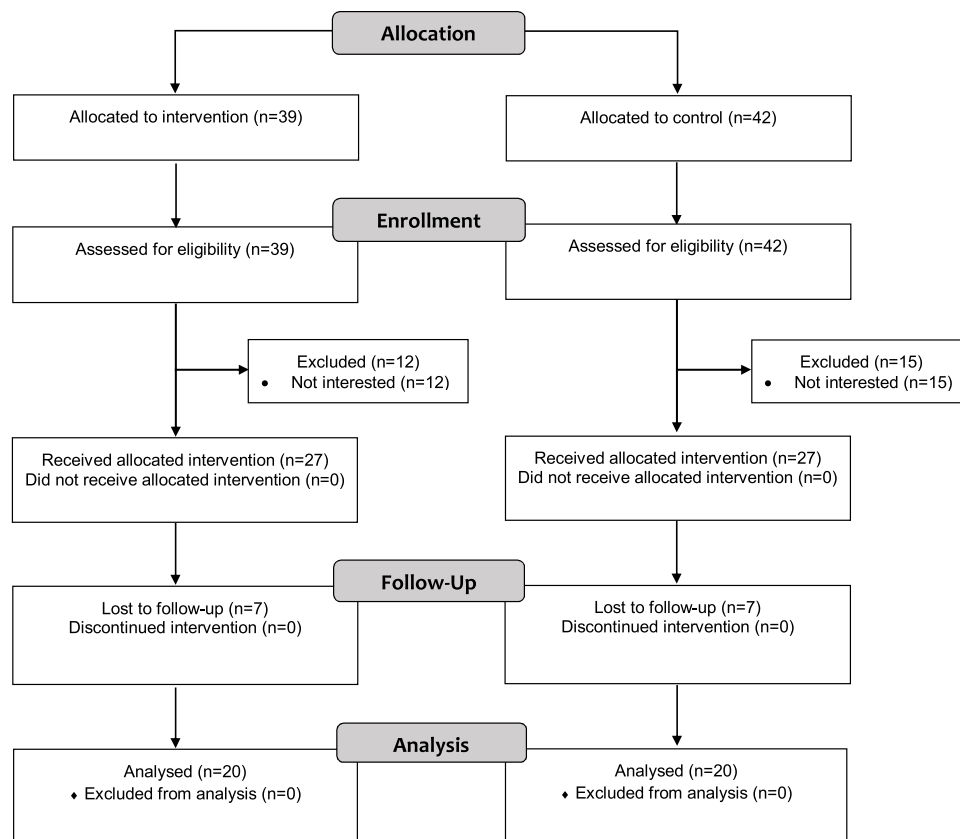 Allocation
Allocated to intervention (n=39)
Allocated to control (n=42)
Enrollment
Assessed for eligibility (n=39)
Assessed for eligibility (n=42)
Excluded (n=12)
• Not interested (n=12)
Excluded (n=15)
• Not interested (n=15)
Received allocated intervention (n=27)
Did not receive allocated intervention (n=0)
Received allocated intervention (n=27)
Did not receive allocated intervention (n=0)
Follow-Up
Lost to follow-up (n=7)
Discontinued intervention (n=0)
Lost to follow-up (n=7)
Discontinued intervention (n=0)
Analysis
Analysed (n=20)
♦ Excluded from analysis (n=0)
Analysed (n=20)
♦ Excluded from analysis (n=0)